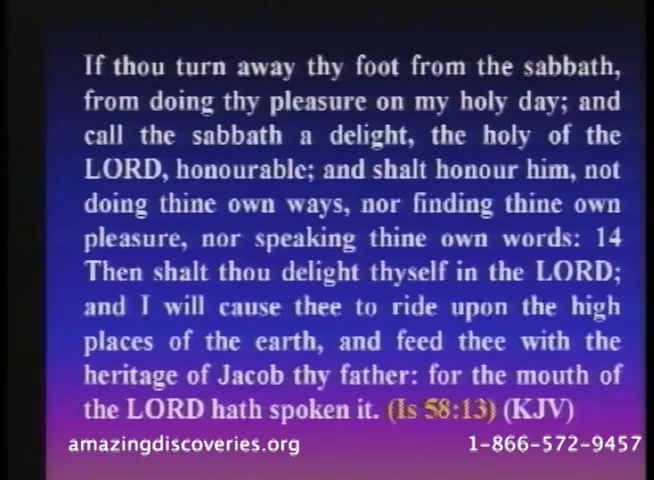 If thou turn away thy foot from the sabbath,
from doing thy pleasure on my holy day; and
call the sabbath a delight, the holy of the
LORD, honourable; and shalt honour him, not
doing thine own ways, nor finding thine own
pleasure, nor speaking thine own words: 14
Then shalt thou delight thyself in the LORD;
and I will cause thee to ride upon the high
places of the earth, and feed thee with the
heritage of Jacob thy father: for the mouth of
the LORD hath spoken it. (Is 58:13) (KJV)
amazingdiscoveries.org 1-866-572-9457